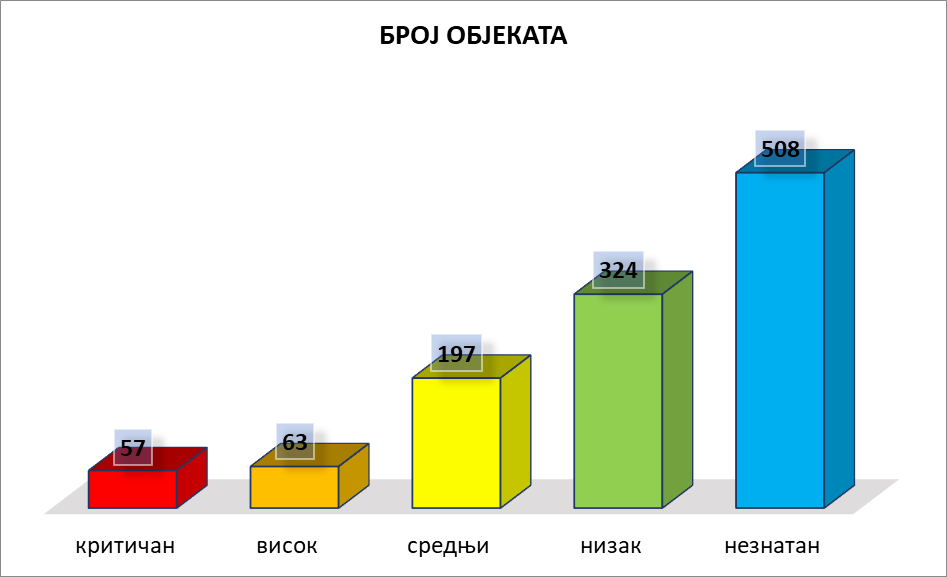 БРОЈ ОБЈЕКАТА
57
63
197
324
508
критичан
висок
средњи
низак
незнатан